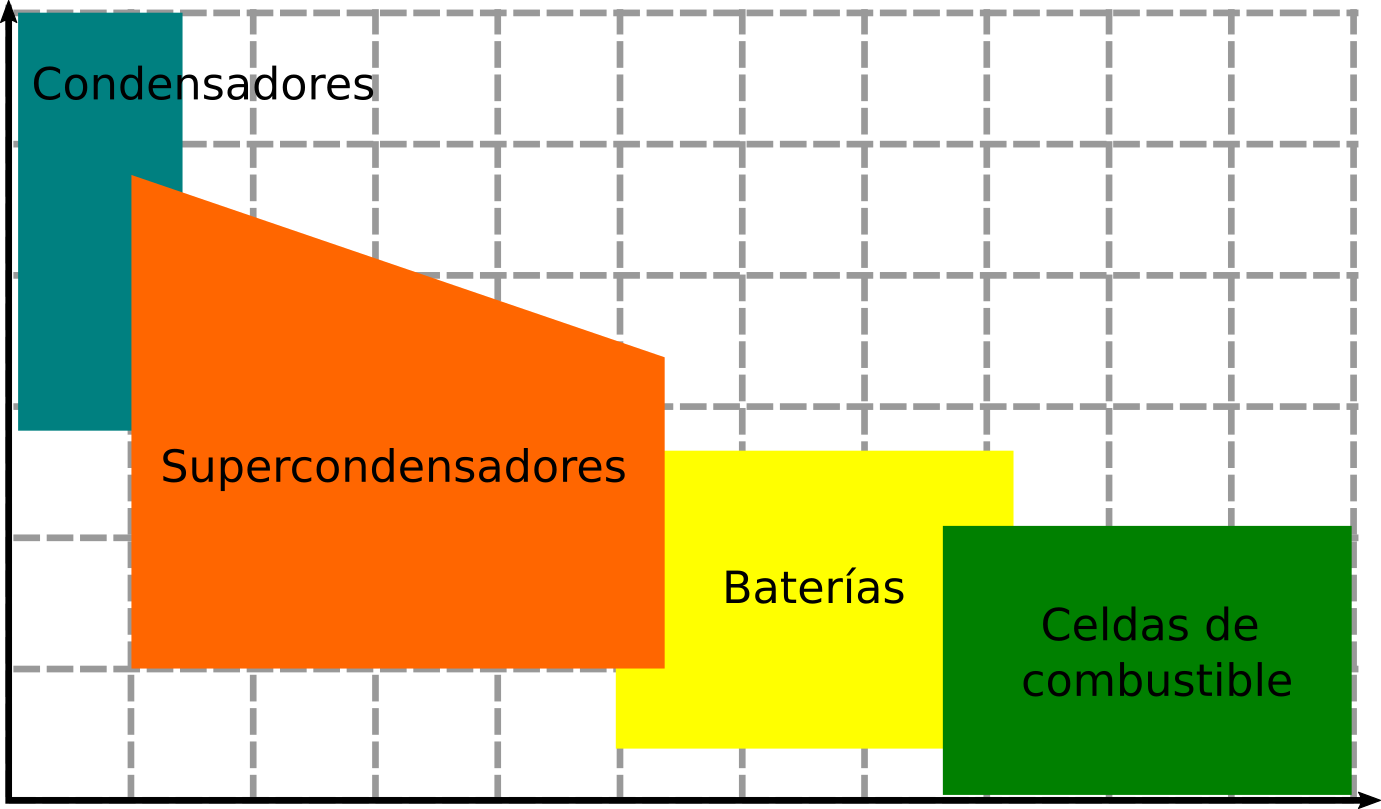 Condensadores
Supercondensadores
Baterías
Celdas de
combustible